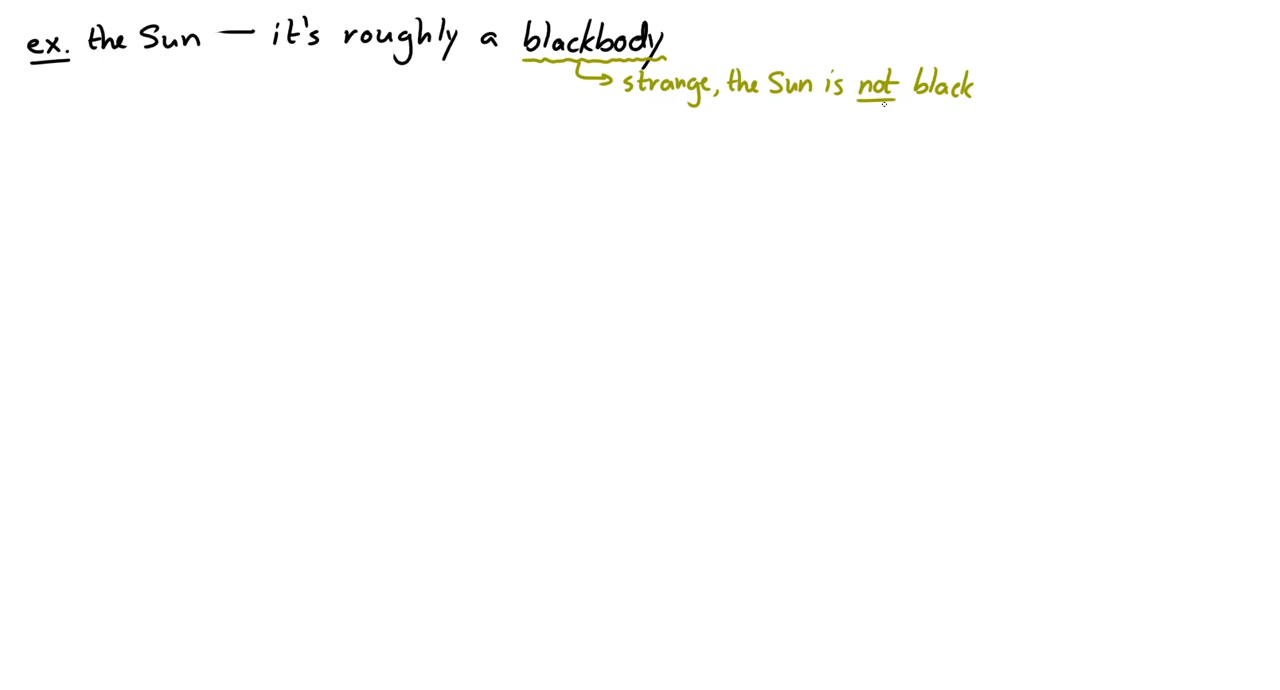 ex. the Sun — it's roughly a blackbody
strange, the Sun is not black